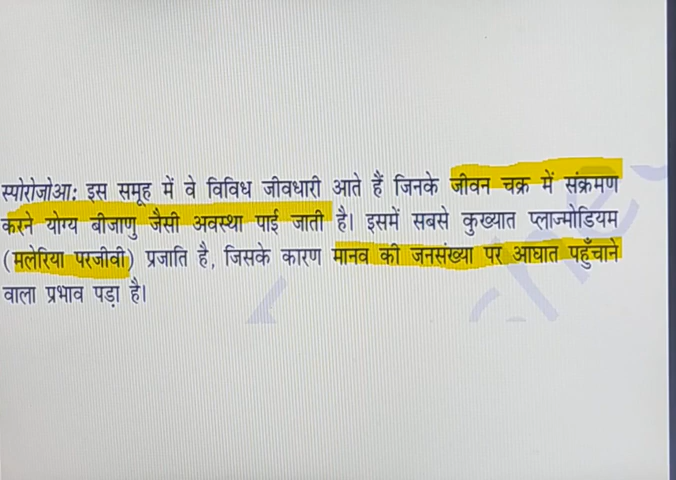 स्पोरोजोआ: इस समूह में वे विविध जीवधारी आते हैं जिनके जीवन चक्र में संक्रमण
करने योग्य बीजाणु जैसी अवस्था पाई जाती है। इसमें सबसे कुख्यात प्लाज्मोडियम
(मलेरिया परजीवी) प्रजाति है, जिसके कारण मानव की जनसंख्या पर आघात पहुँचाने
वाला प्रभाव पड़ा है।